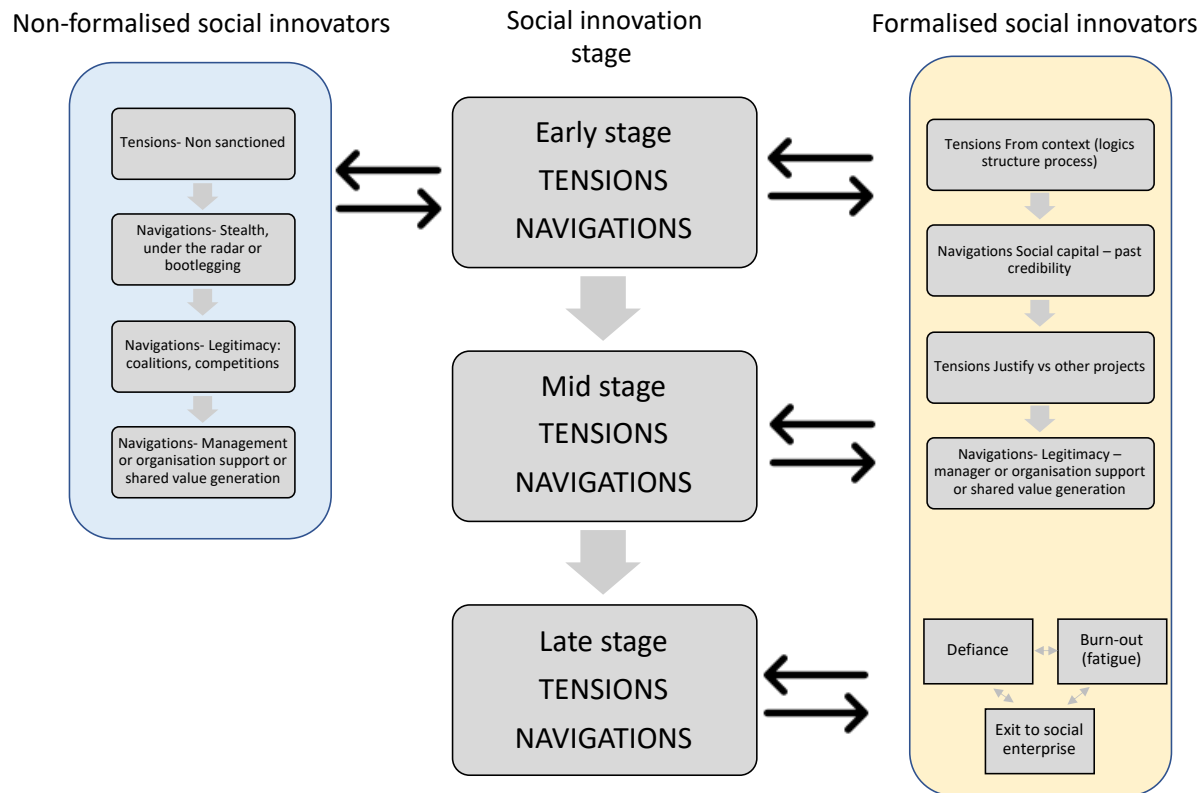 Non-formalised social innovators
Social innovation
stage
Formalised social innovators
Tensions- Non sanctioned
Navigations- Stealth,
under the radar or
bootlegging
Navigations- Legitimacy:
coalitions, competitions
Navigations- Management
or organisation support or
shared value generation
Early stage
TENSIONS
NAVIGATIONS
Mid stage
TENSIONS
NAVIGATIONS
Late stage
TENSIONS
NAVIGATIONS
Tensions From context (logics
structure process)
Navigations Social capital – past
credibility
Tensions Justify vs other projects
Navigations- Legitimacy –
manager or organisation support
or shared value generation
Defiance
Burn-out
(fatigue)
Exit to social
enterprise